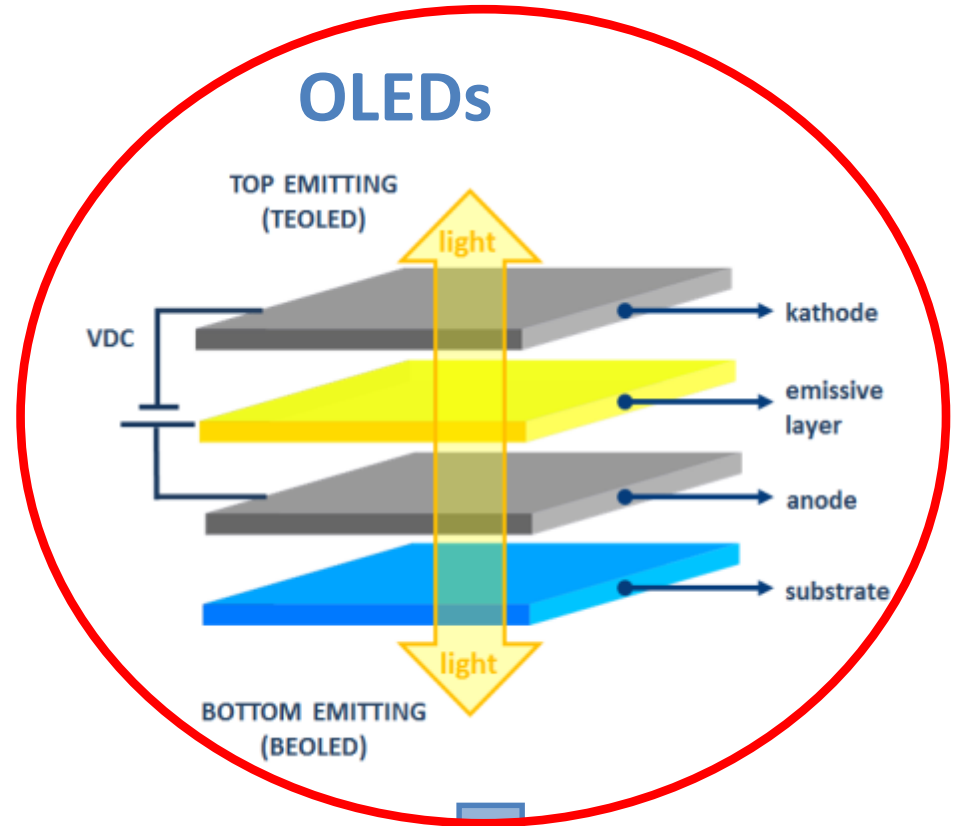 OLEDs
TOP EMITTING
(TEOLED)
light
kathode
VDC
emissive
layer
anode
substrate
light
BOTTOM EMITTING
(BEOLED)